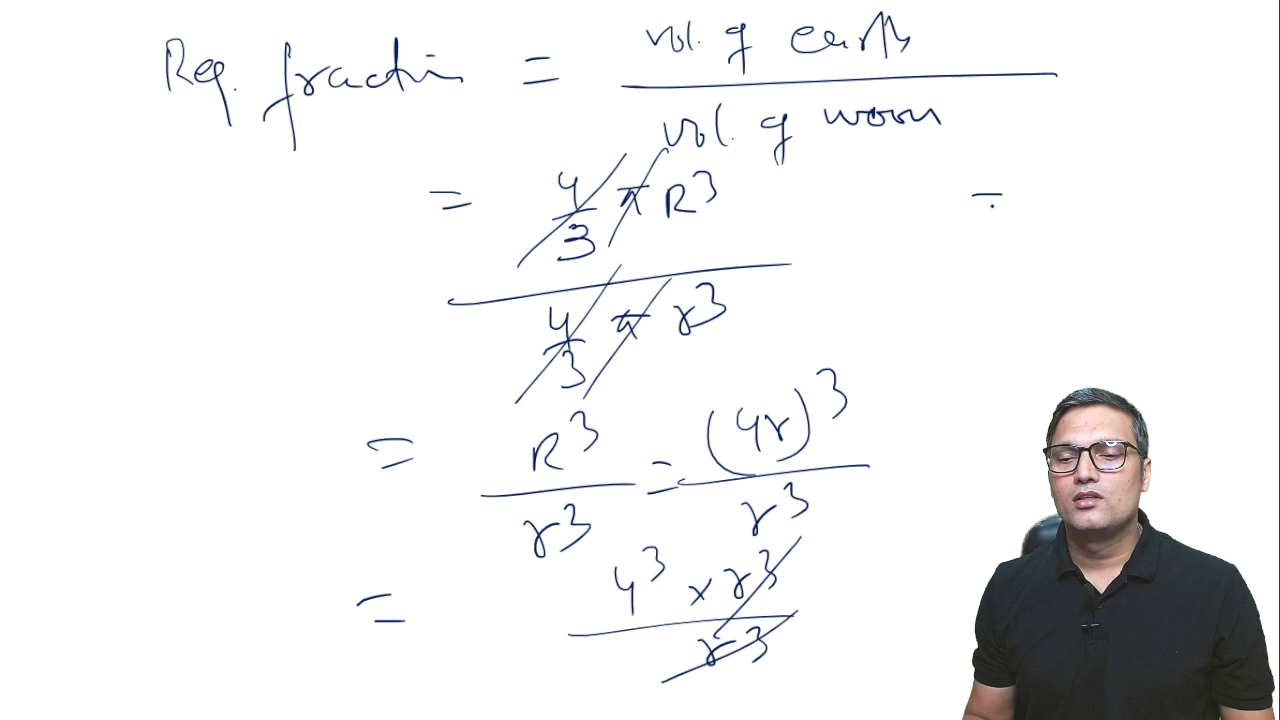 Req. fraction = vol. of earth
vol. of moon
= 4/3 π R³ =
4/3 π r³
= R³/r³ = (4r)³/r³
= 4³ × r³
r³